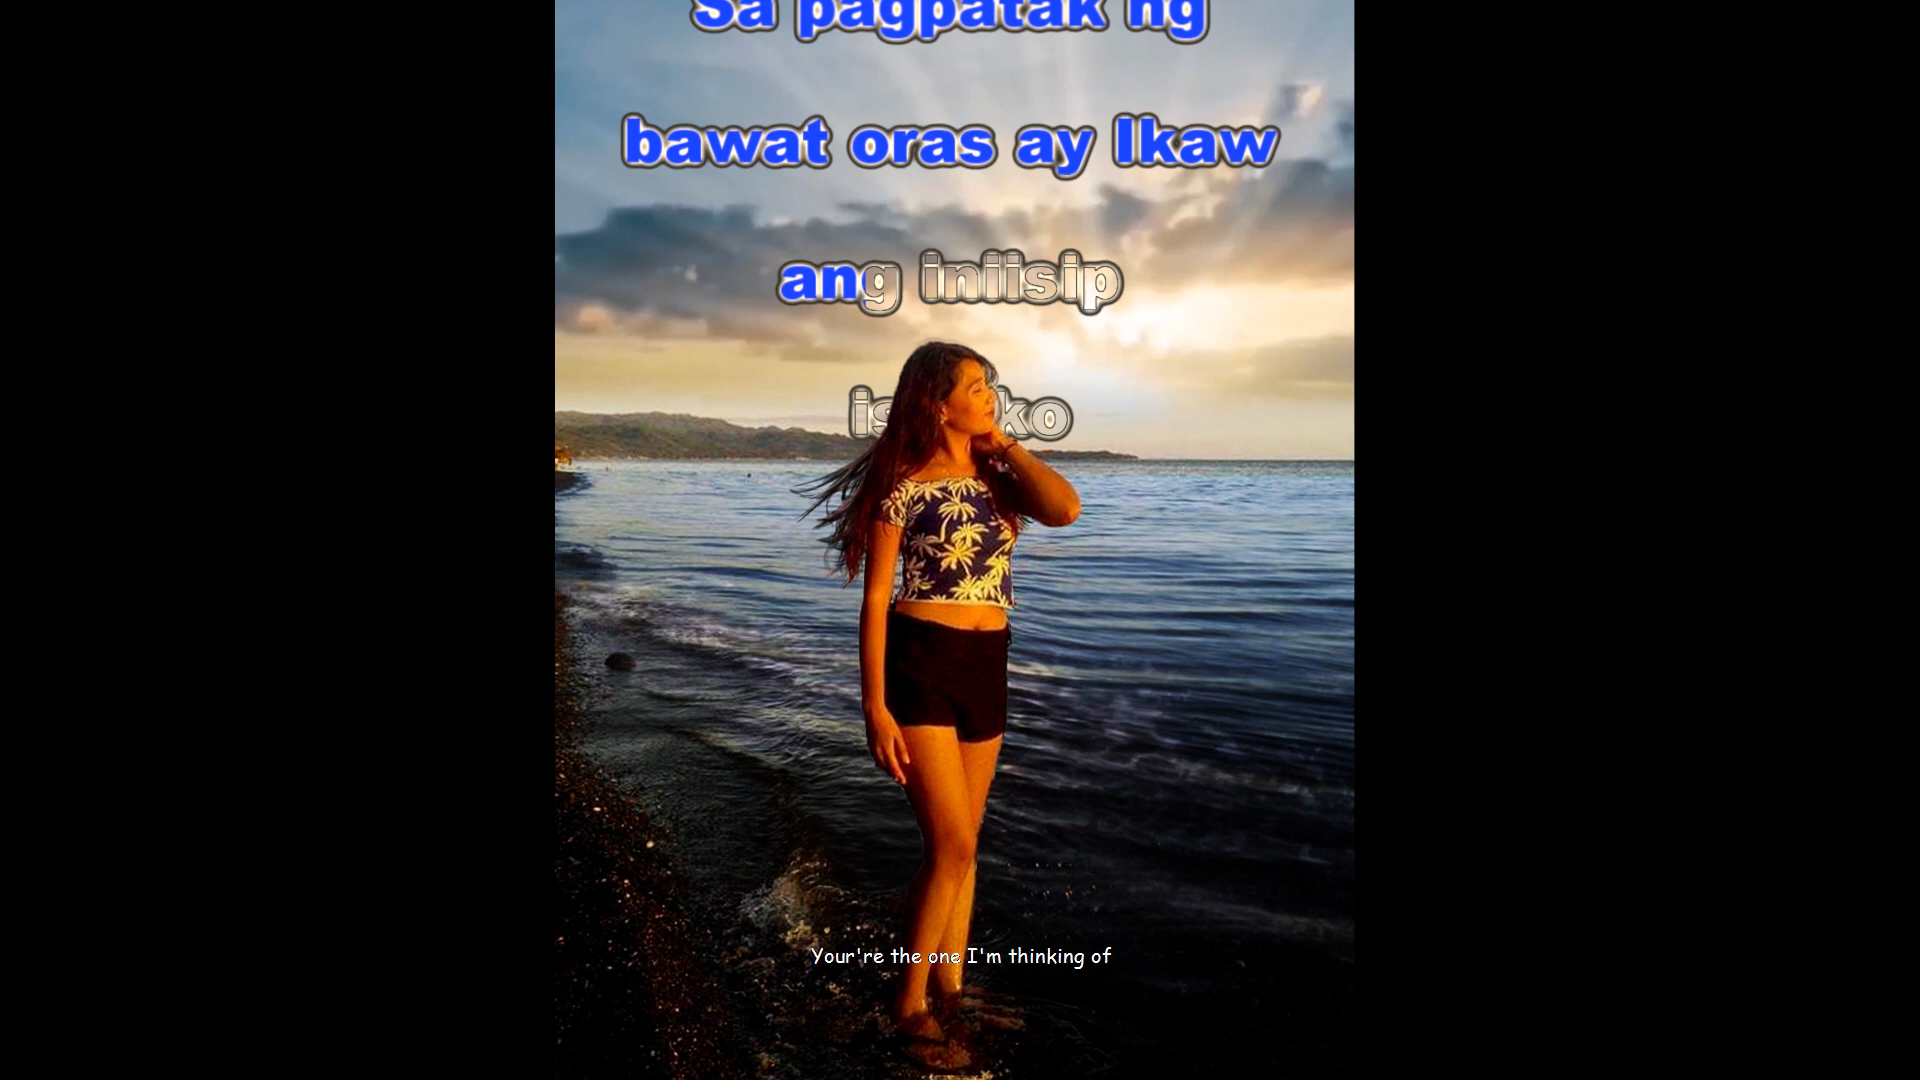 Sa pagpatak ng
bawat oras ay Ikaw
ang iniisip
ko
Your're the one I'm thinking of